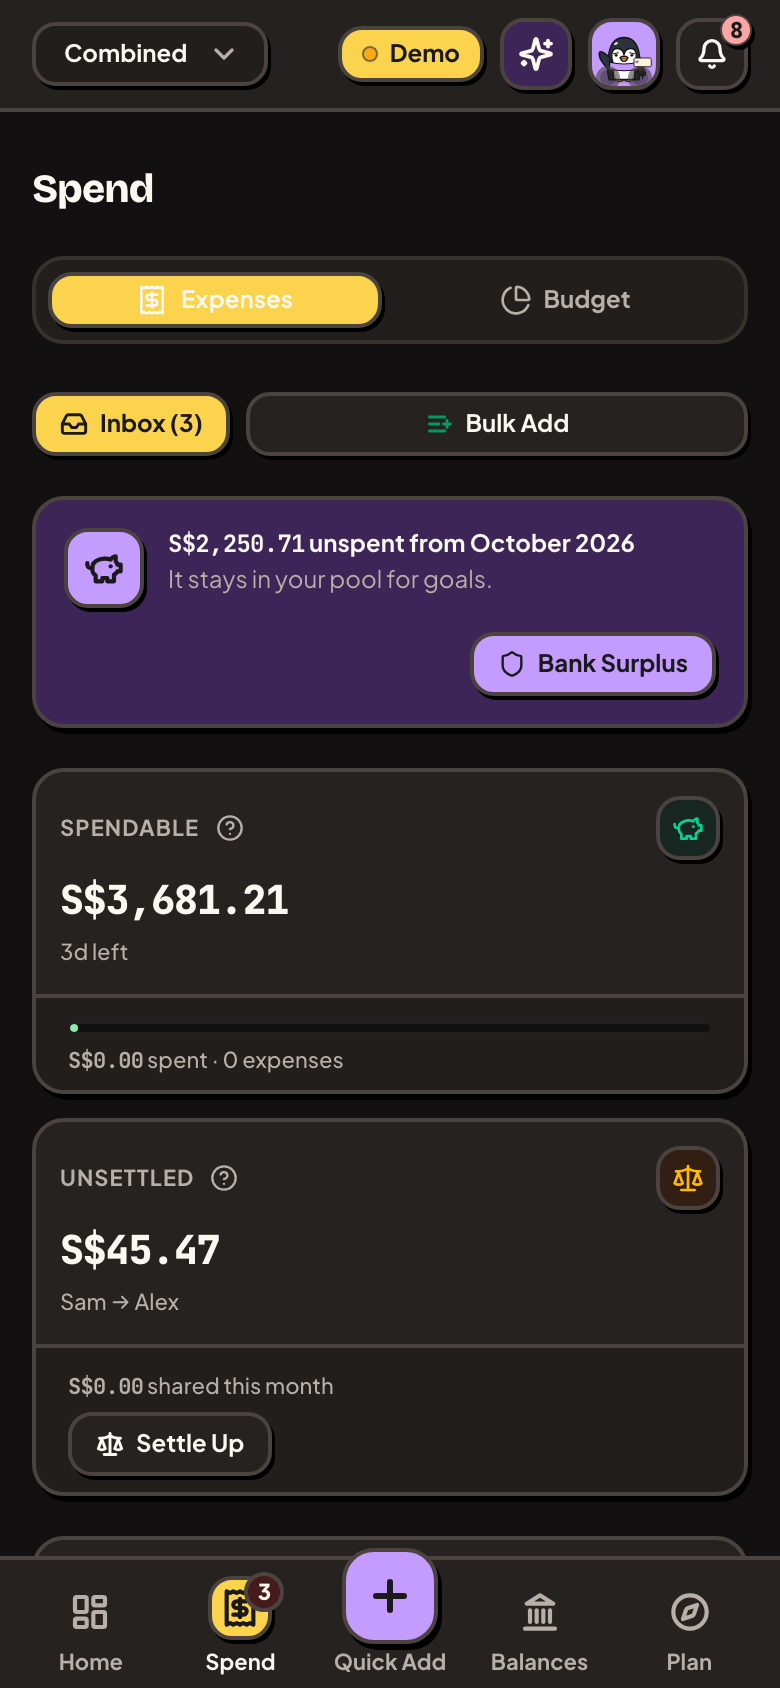 Combined
Demo
8
Spend
Expenses
Budget
Inbox (3)
Bulk Add
S$2,250.71 unspent from October 2026
It stays in your pool for goals.
Bank Surplus
SPENDABLE
S$3,681.21
3d left
S$0.00 spent · 0 expenses
UNSETTLED
S$45.47
Sam → Alex
S$0.00 shared this month
Settle Up
3
Home
Spend
Quick Add
Balances
Plan